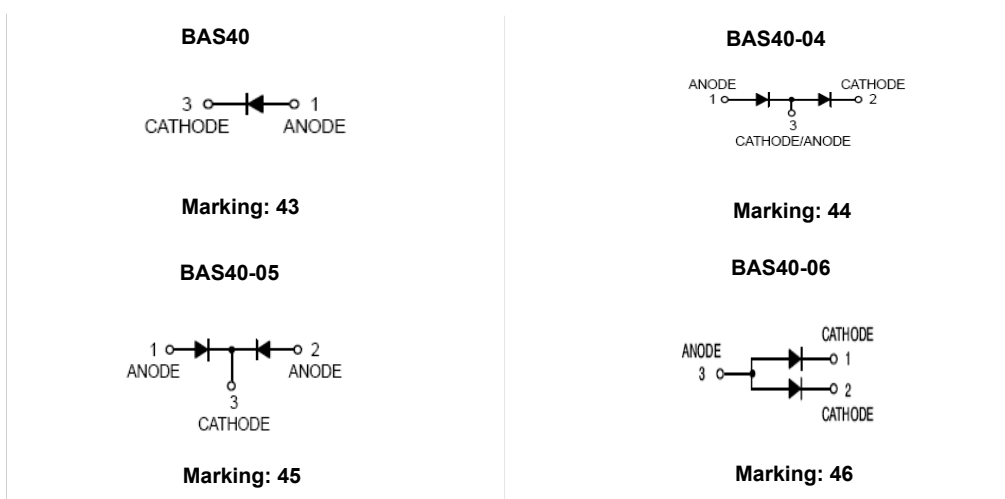 BAS40
3 1
CATHODE ANODE
Marking: 43
BAS40-04
ANODE CATHODE
1 2
3
CATHODE/ANODE
Marking: 44
BAS40-05
1 2
ANODE ANODE
3
CATHODE
Marking: 45
BAS40-06
CATHODE
ANODE
1
3
2
CATHODE
Marking: 46